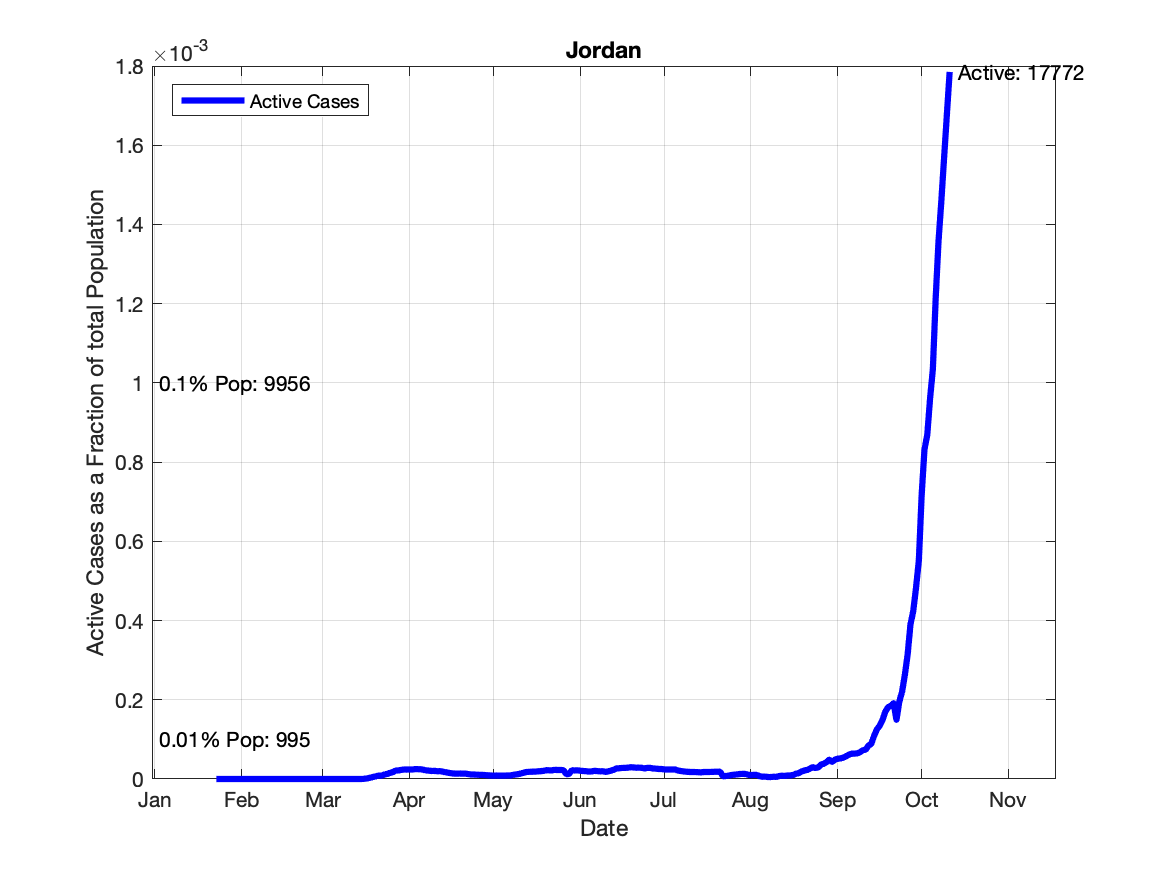 Jordan
×10-3
1.8
1.6
1.4
1.2
1
0.8
0.6
0.4
0.2
0
Active Cases as a Fraction of total Population
Active Cases
Active: 17772
0.1% Pop: 9956
0.01% Pop: 995
Jan Feb Mar Apr May Jun Jul Aug Sep Oct Nov
Date